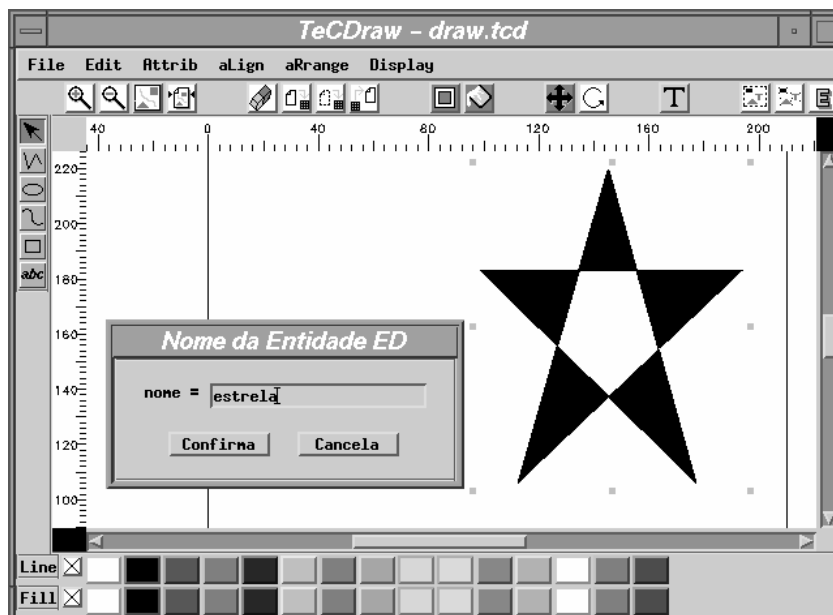 TeCDraw – draw.tcd
File Edit Attrib aLign aRrange Display
T
E
40 0 40 80 120 160 200
220
200
180
160
140
120
100
abc
Nome da Entidade ED
nome = estrela
Confirma Cancela
Line
Fill